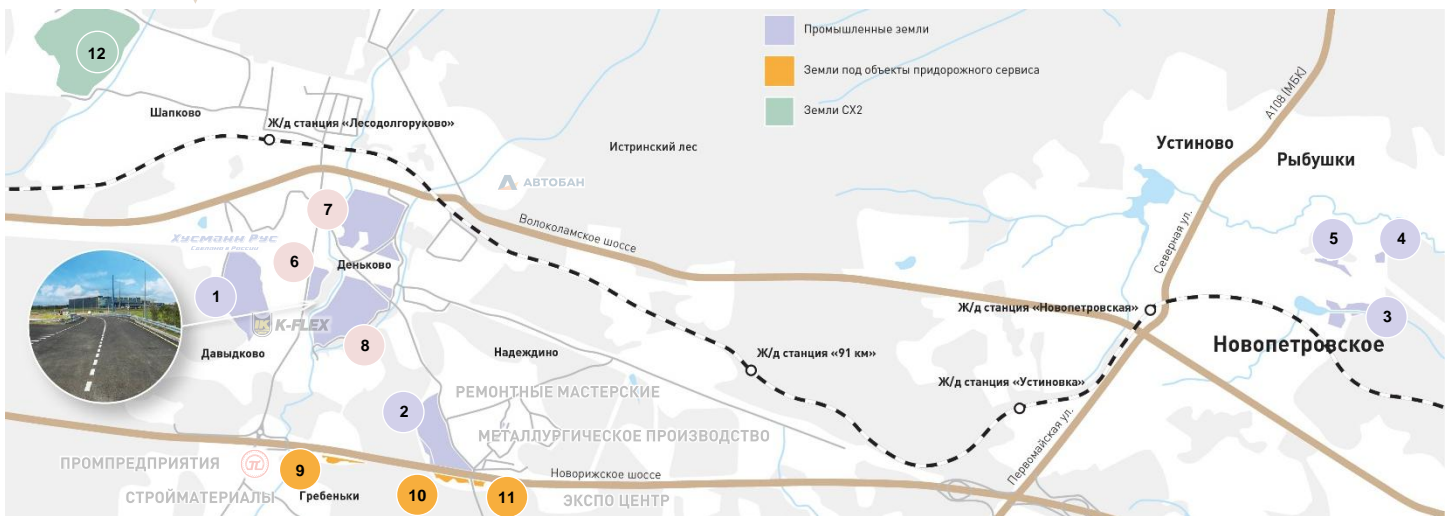 12
Промышленные земли
Земли под объекты придорожного сервиса
Земли СХ2
Шапково
Ж/д станция «Лесодолгоруково»
Истринский лес
АВТОБАН
А108 (МБК)
Устиново
Рыбушки
Волоколамское шоссе
Северная ул.
7
Хусманн Рус
Сделано в России
6
Деньково
5
4
1
K-FLEX
Ж/д станция «Новопетровская»
3
Давыдково
8
Надеждино
Ж/д станция «91 км»
Новопетровское
Ж/д станция «Устиновка»
РЕМОНТНЫЕ МАСТЕРСКИЕ
2
МЕТАЛЛУРГИЧЕСКОЕ ПРОИЗВОДСТВО
Первомайская ул.
ПРОМПРЕДПРИЯТИЯ
9
Новорижское шоссе
СТРОЙМАТЕРИАЛЫ
Гребеньки
10
11
ЭКСПО ЦЕНТР